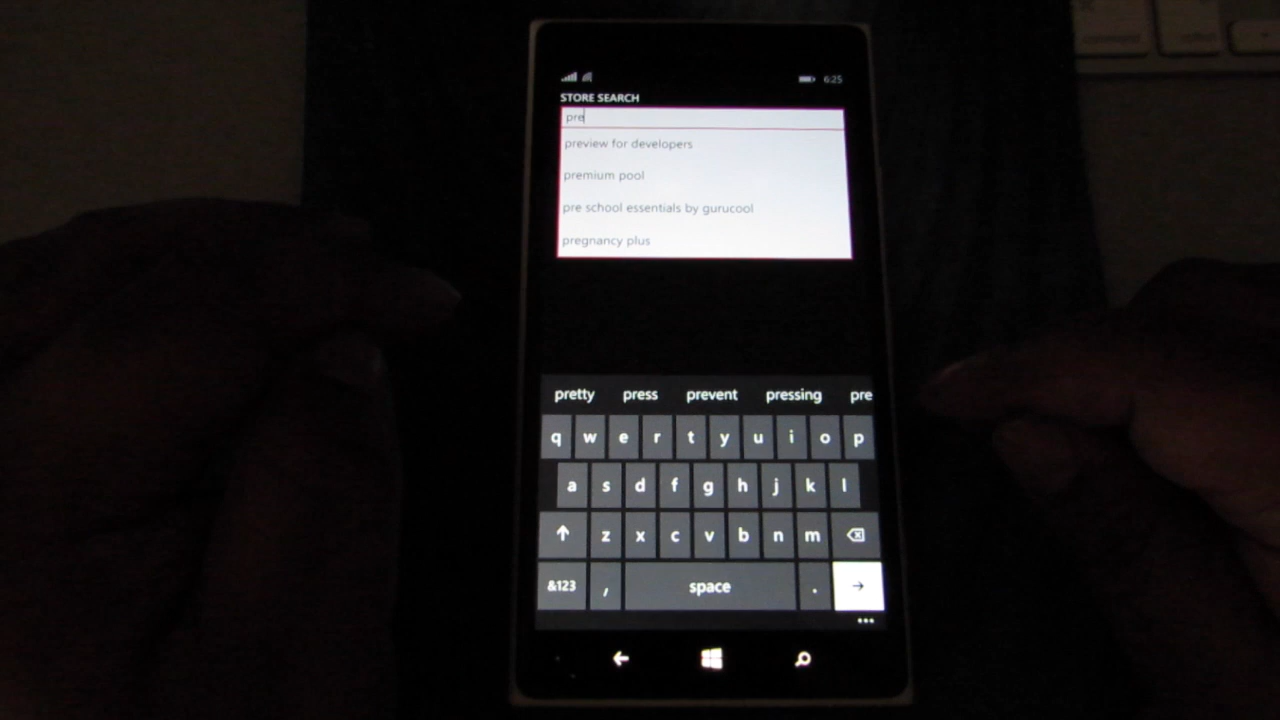 6:25
STORE SEARCH
pre
preview for developers
premium pool
pre school essentials by gurucool
pregnancy plus
pretty press prevent pressing pre
q w e r t y u i o p
a s d f g h j k l
z x c v b n m
&123 , space .